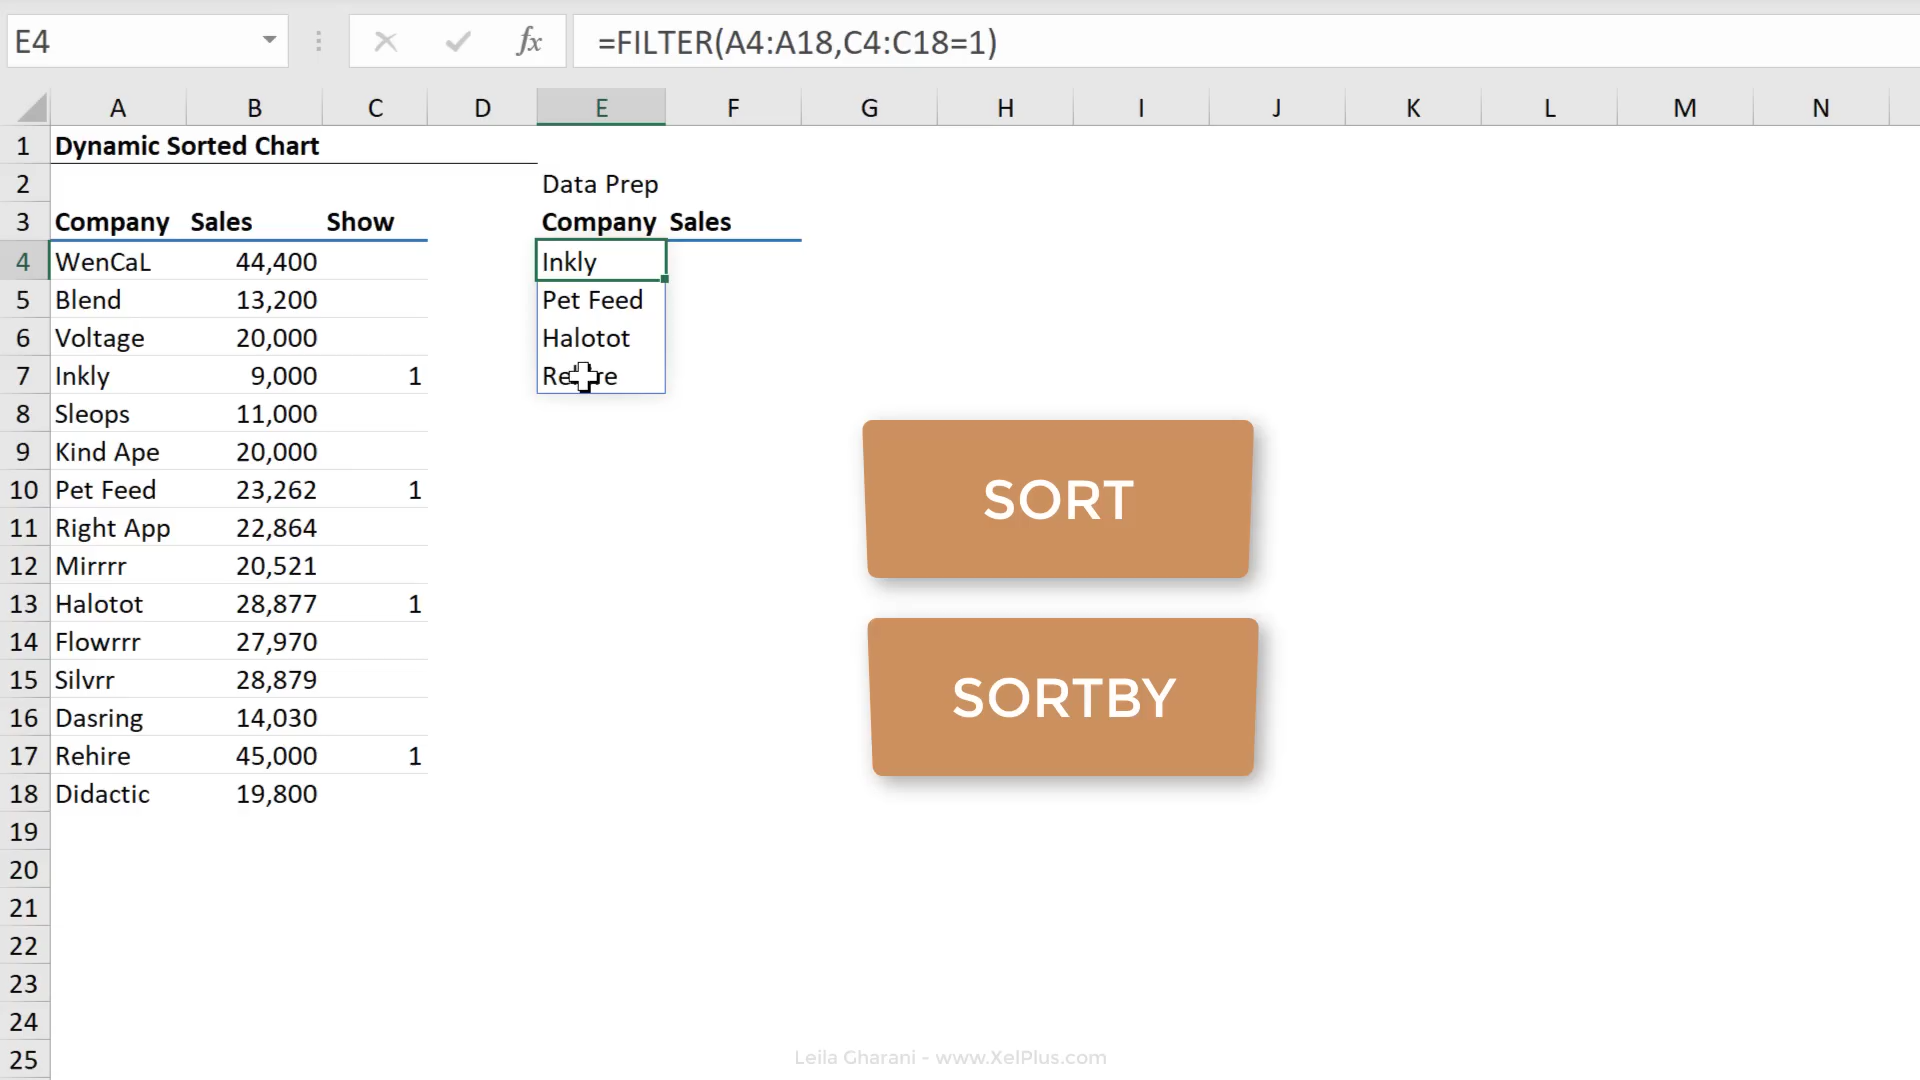 E4 fx =FILTER(A4:A18,C4:C18=1)
A B C D E F G H I J K L M N
1 Dynamic Sorted Chart
2 Data Prep
3 Company Sales Show Company Sales
4 WenCaL 44,400 Inkly
5 Blend 13,200 Pet Feed
6 Voltage 20,000 Halotot
7 Inkly 9,000 1 Rehire
8 Sleops 11,000
9 Kind Ape 20,000
10 Pet Feed 23,262 1
11 Right App 22,864
12 Mirrrr 20,521
13 Halotot 28,877 1
14 Flowrrr 27,970
15 Silvrr 28,879
16 Dasring 14,030
17 Rehire 45,000 1
18 Didactic 19,800
19
20
21
22
23
24
25
SORT
SORTBY
Leila Gharani - www.XelPlus.com